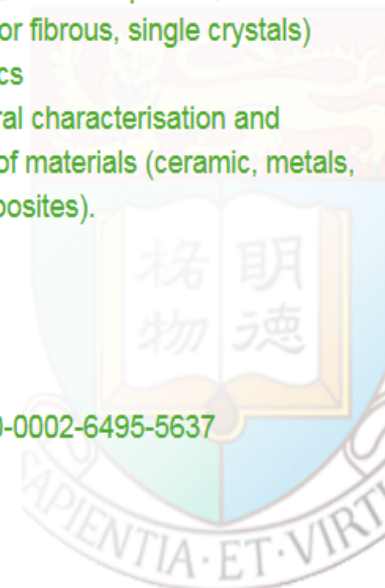 or fibrous, single crystals)
cs
ral characterisation and
of materials (ceramic, metals,
posites).
明 格
德 物
0-0002-6495-5637
SAPIENTIA·ET·VIRT